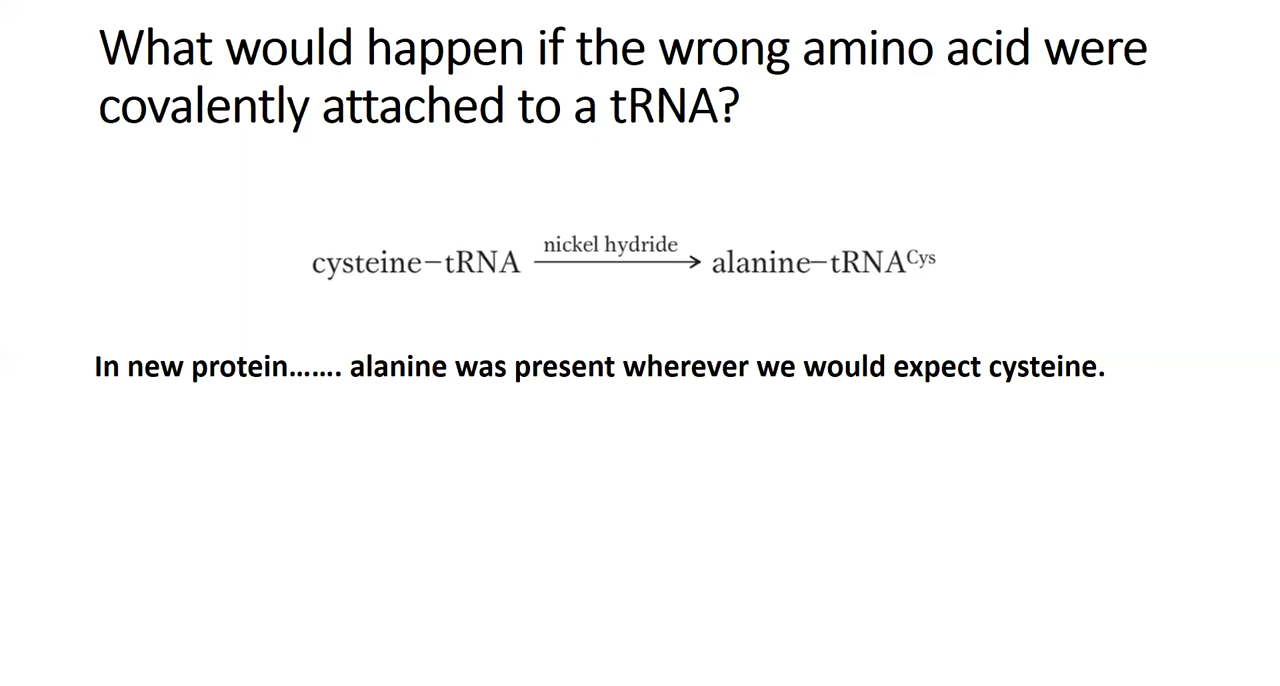 What would happen if the wrong amino acid were
covalently attached to a tRNA?
nickel hydride
cysteine–tRNA → alanine–tRNACys
In new protein....... alanine was present wherever we would expect cysteine.